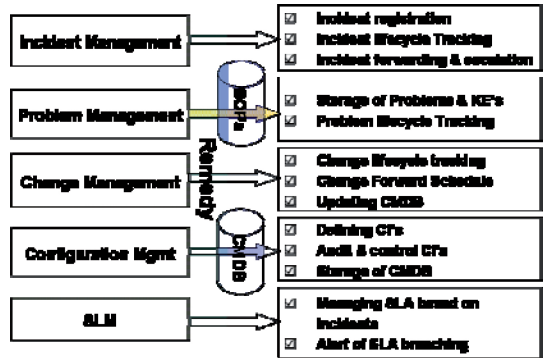 Incident Management
Incident registration
Incident lifecycle Tracking
Incident forwarding & escalation
Problem Management
Storage of Problems & KE's
Problem lifecycle Tracking
Remedy
Change Management
Change lifecycle tracking
Change Forward Schedule
Updating CMDB
Configuration Mgmt
CMDB
Defining CI's
Audit & control CI's
Storage of CMDB
SLM
Managing SLA based on
Incidents
Alert of SLA breaching